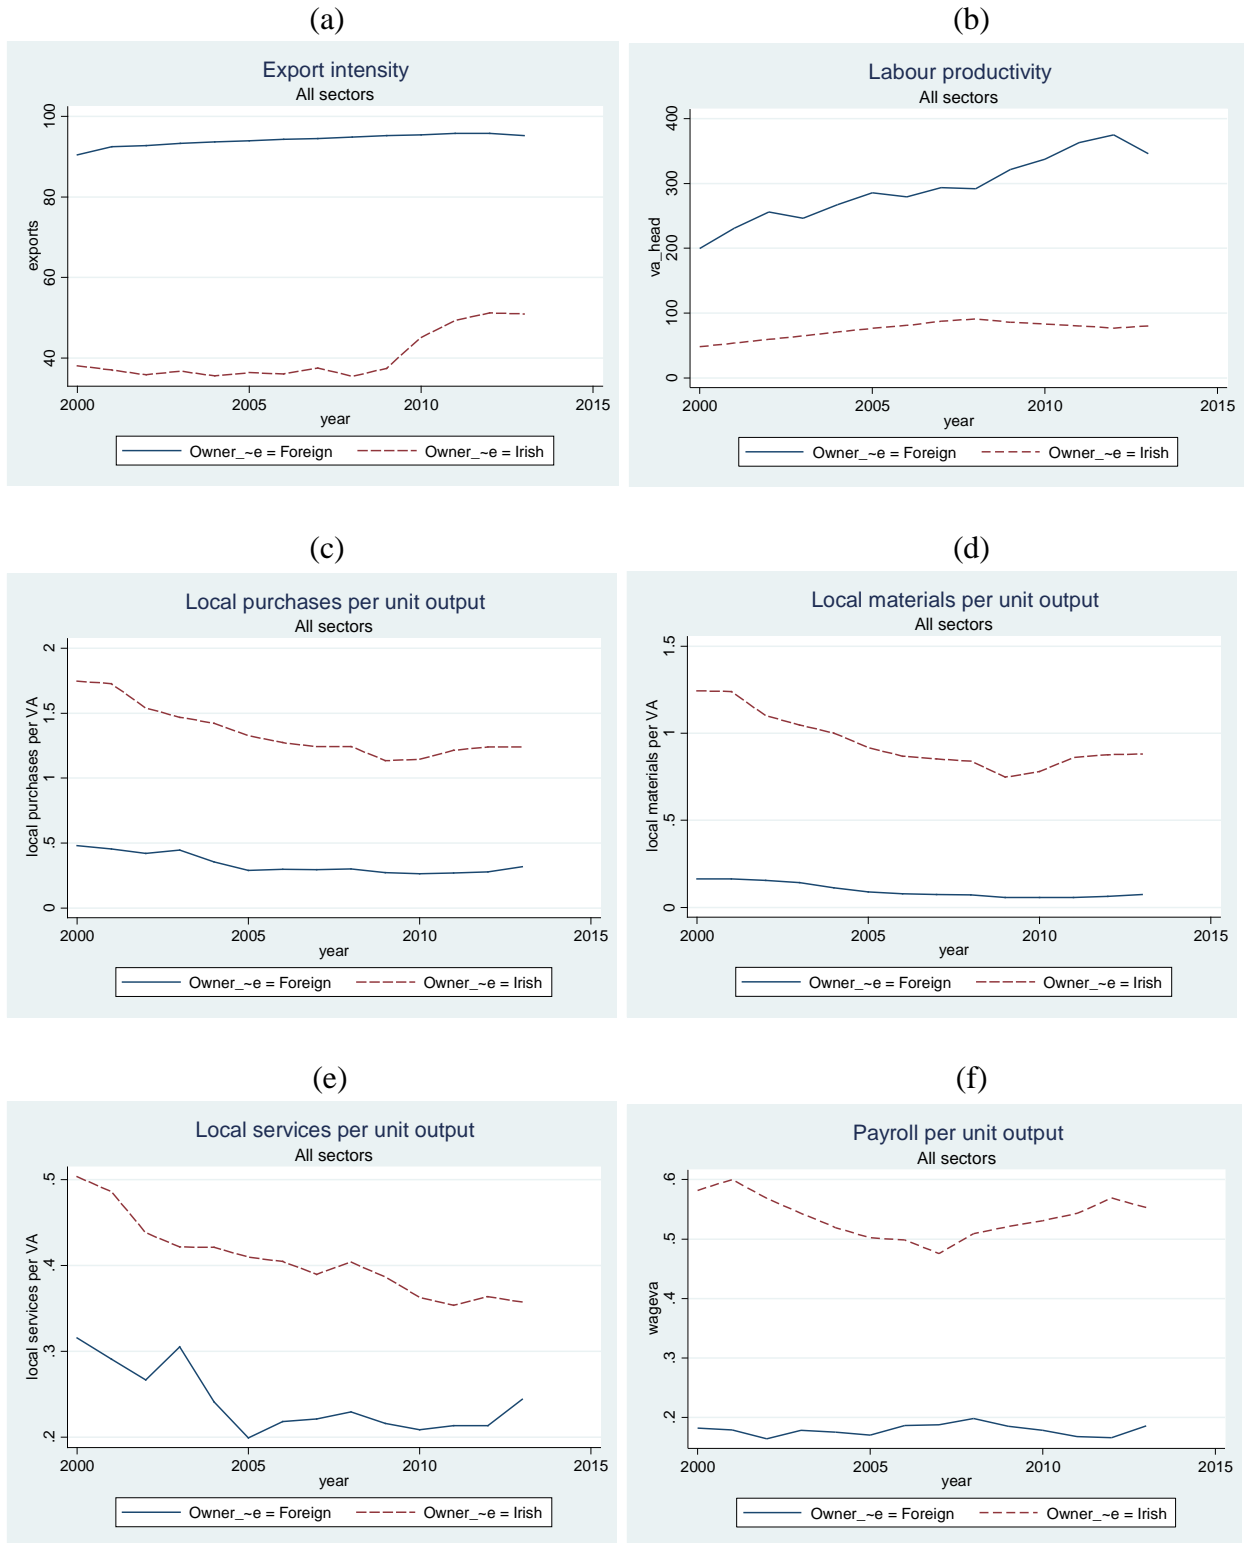 (a)
Export intensity
All sectors
exports
100
80
60
40
2000 2005 2010 2015
year
Owner_~e = Foreign Owner_~e = Irish
(b)
Labour productivity
All sectors
va_head
400
300
200
100
0
2000 2005 2010 2015
year
Owner_~e = Foreign Owner_~e = Irish
(c)
Local purchases per unit output
All sectors
local purchases per VA
2
1.5
1
.5
0
2000 2005 2010 2015
year
Owner_~e = Foreign Owner_~e = Irish
(d)
Local materials per unit output
All sectors
local materials per VA
1.5
1
.5
0
2000 2005 2010 2015
year
Owner_~e = Foreign Owner_~e = Irish
(e)
Local services per unit output
All sectors
local services per VA
.5
.4
.3
.2
2000 2005 2010 2015
year
Owner_~e = Foreign Owner_~e = Irish
(f)
Payroll per unit output
All sectors
wageva
.6
.5
.4
.3
.2
2000 2005 2010 2015
year
Owner_~e = Foreign Owner_~e = Irish